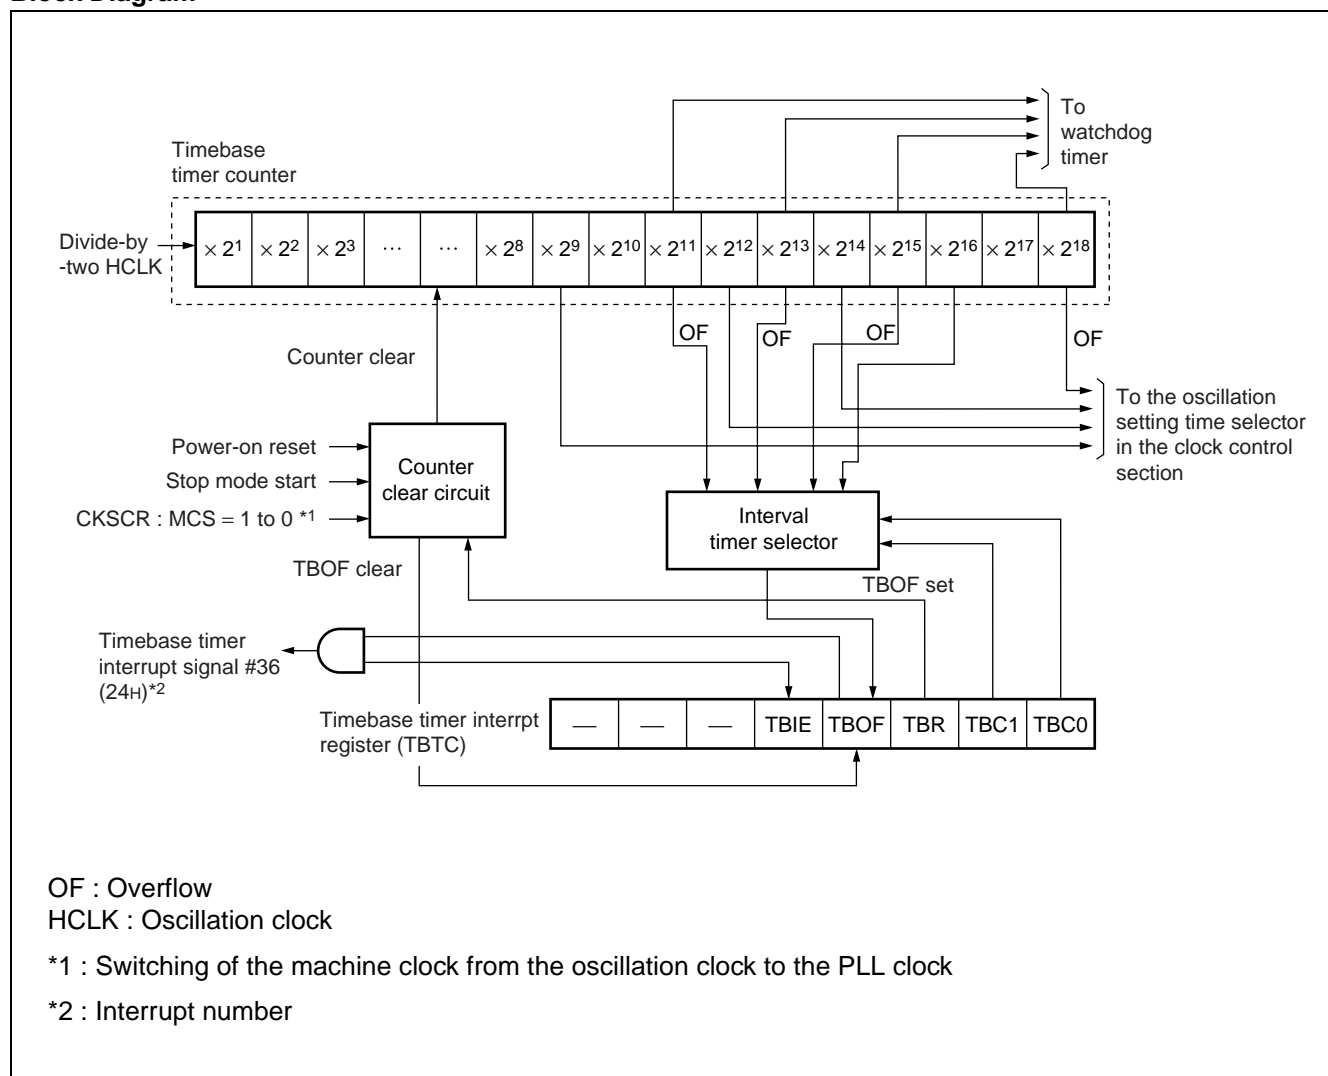 To
watchdog
timer
Timebase
timer counter
Divide-by
-two HCLK
× 2¹ × 2² × 2³ ⋯ ⋯ × 2⁸ × 2⁹ × 2¹⁰ × 2¹¹ × 2¹² × 2¹³ × 2¹⁴ × 2¹⁵ × 2¹⁶ × 2¹⁷ × 2¹⁸
OF OF OF OF
Counter clear
To the oscillation
setting time selector
in the clock control
section
Power-on reset
Stop mode start
CKSCR : MCS = 1 to 0 *1
Counter
clear circuit
Interval
timer selector
TBOF clear
TBOF set
Timebase timer
interrupt signal #36
(24H)*2
Timebase timer interrpt
register (TBTC)
— — — TBIE TBOF TBR TBC1 TBC0
OF : Overflow
HCLK : Oscillation clock
*1 : Switching of the machine clock from the oscillation clock to the PLL clock
*2 : Interrupt number